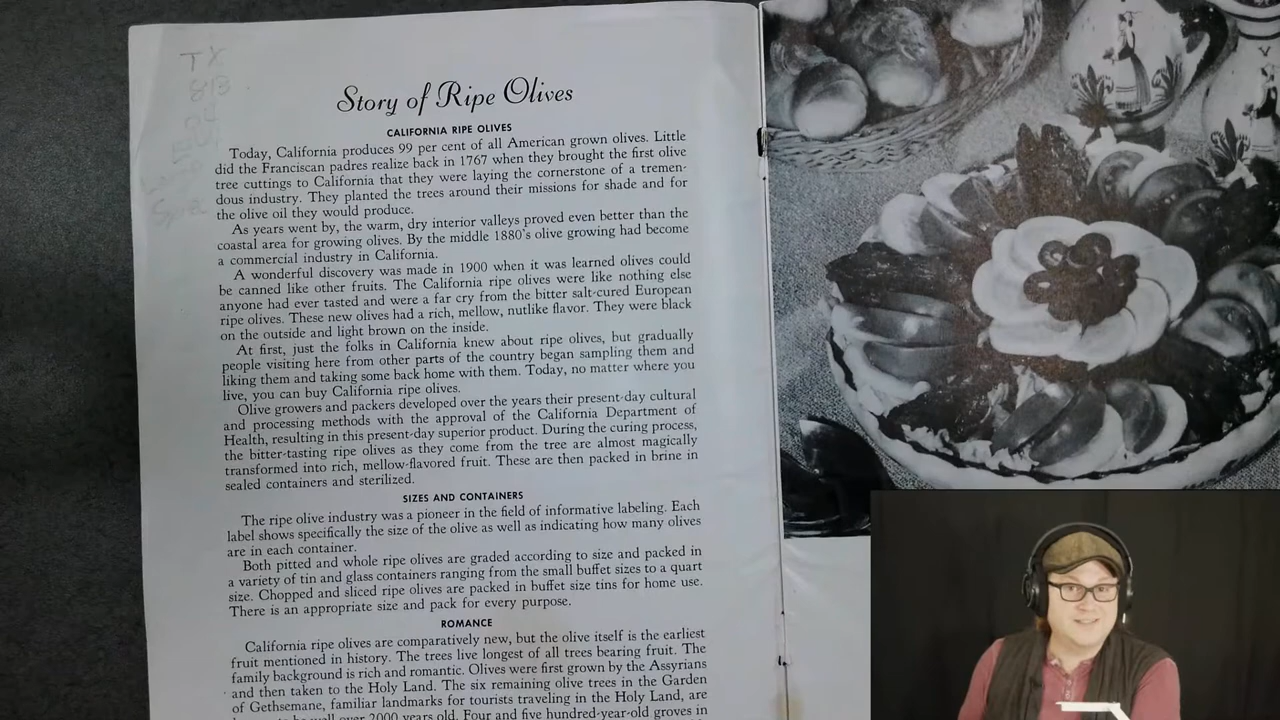 TX
Story of Ripe Olives
CALIFORNIA RIPE OLIVES
Today, California produces 99 per cent of all American grown olives. Little
did the Franciscan padres realize back in 1767 when they brought the first olive
tree cuttings to California that they were laying the cornerstone of a tremen-
dous industry. They planted the trees around their missions for shade and for
the olive oil they would produce.
As years went by, the warm, dry interior valleys proved even better than the
coastal area for growing olives. By the middle 1880's olive growing had become
a commercial industry in California.
A wonderful discovery was made in 1900 when it was learned olives could
be canned like other fruits. The California ripe olives were like nothing else
anyone had ever tasted and were a far cry from the bitter salt-cured European
ripe olives. These new olives had a rich, mellow, nutlike flavor. They were black
on the outside and light brown on the inside.
At first, just the folks in California knew about ripe olives, but gradually
people visiting here from other parts of the country began sampling them and
liking them and taking some back home with them. Today, no matter where you
live, you can buy California ripe olives.
Olive growers and packers developed over the years their present-day cultural
and processing methods with the approval of the California Department of
Health, resulting in this present-day superior product. During the curing process,
the bitter-tasting ripe olives as they come from the tree are almost magically
transformed into rich, mellow-flavored fruit. These are then packed in brine in
sealed containers and sterilized.
SIZES AND CONTAINERS
The ripe olive industry was a pioneer in the field of informative labeling. Each
label shows specifically the size of the olive as well as indicating how many olives
are in each container.
Both pitted and whole ripe olives are graded according to size and packed in
a variety of tin and glass containers ranging from the small buffet sizes to a quart
size. Chopped and sliced ripe olives are packed in buffet size tins for home use.
There is an appropriate size and pack for every purpose.
ROMANCE
California ripe olives are comparatively new, but the olive itself is the earliest
fruit mentioned in history. The trees live longest of all trees bearing fruit. The
family background is rich and romantic. Olives were first grown by the Assyrians
and then taken to the Holy Land. The six remaining olive trees in the Garden
of Gethsemane, familiar landmarks for tourists traveling in the Holy Land, are
well over 2000 years old. Four and five hundred-year-old groves in